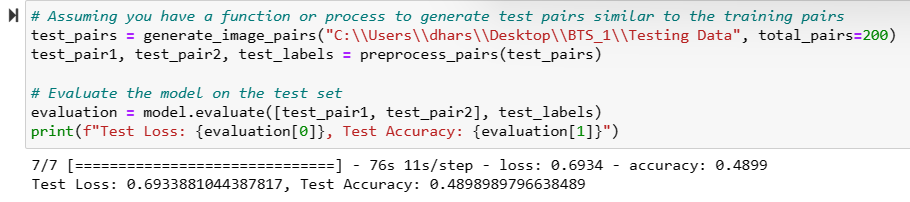 # Assuming you have a function or process to generate test pairs similar to the training pairs
test_pairs = generate_image_pairs("C:\\Users\\dhars\\Desktop\\BTS_1\\Testing Data", total_pairs=200)
test_pair1, test_pair2, test_labels = preprocess_pairs(test_pairs)
# Evaluate the model on the test set
evaluation = model.evaluate([test_pair1, test_pair2], test_labels)
print(f"Test Loss: {evaluation[0]}, Test Accuracy: {evaluation[1]}")
7/7 [==============================] - 76s 11s/step - loss: 0.6934 - accuracy: 0.4899
Test Loss: 0.6933881044387817, Test Accuracy: 0.4898989796638489